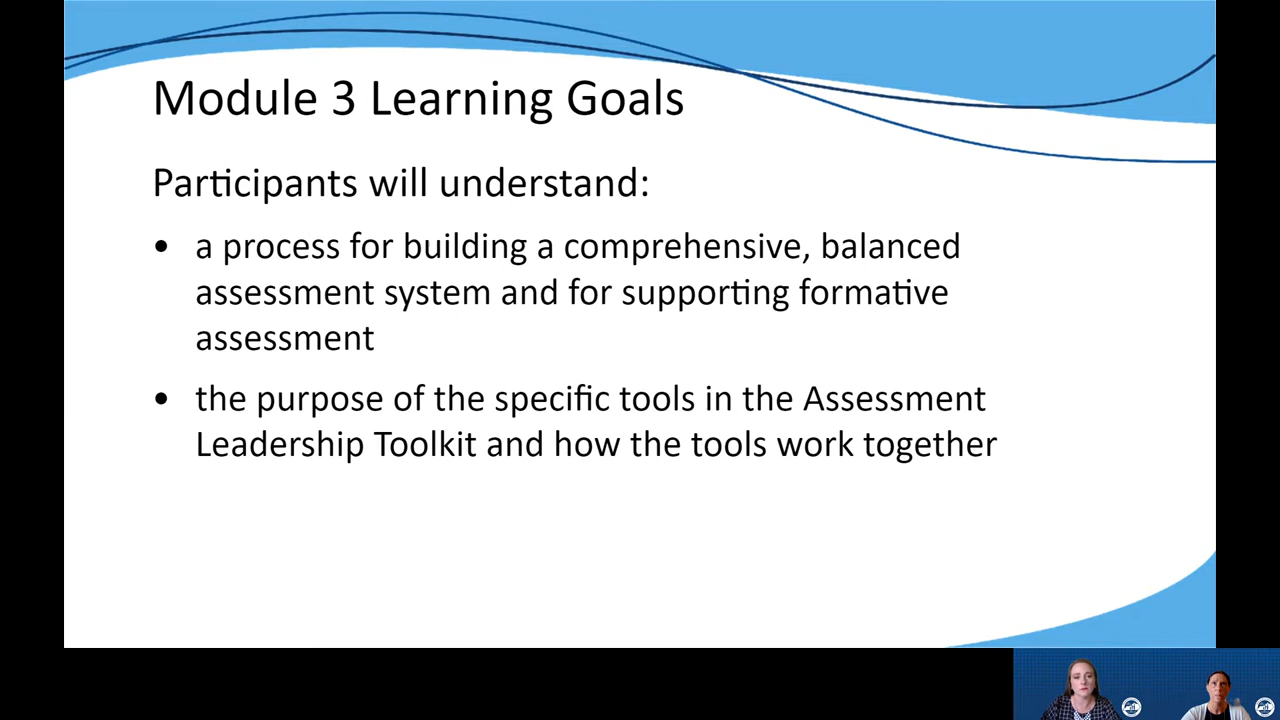 Module 3 Learning Goals
Participants will understand:
• a process for building a comprehensive, balanced
assessment system and for supporting formative
assessment
• the purpose of the specific tools in the Assessment
Leadership Toolkit and how the tools work together